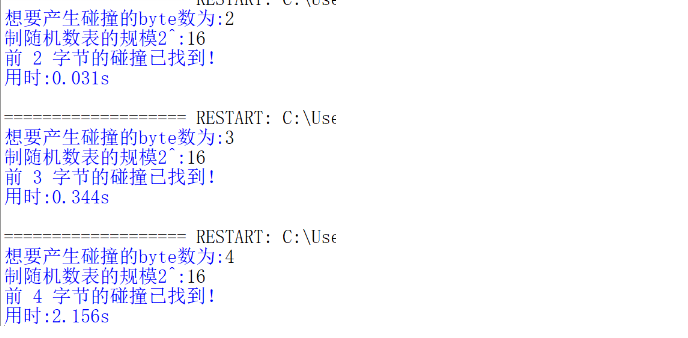 RESTART: C:\Use
想要产生碰撞的byte数为:2
制随机数表的规模2^:16
前 2 字节的碰撞已找到!
用时:0.031s
=================== RESTART: C:\Use
想要产生碰撞的byte数为:3
制随机数表的规模2^:16
前 3 字节的碰撞已找到!
用时:0.344s
=================== RESTART: C:\Use
想要产生碰撞的byte数为:4
制随机数表的规模2^:16
前 4 字节的碰撞已找到!
用时:2.156s